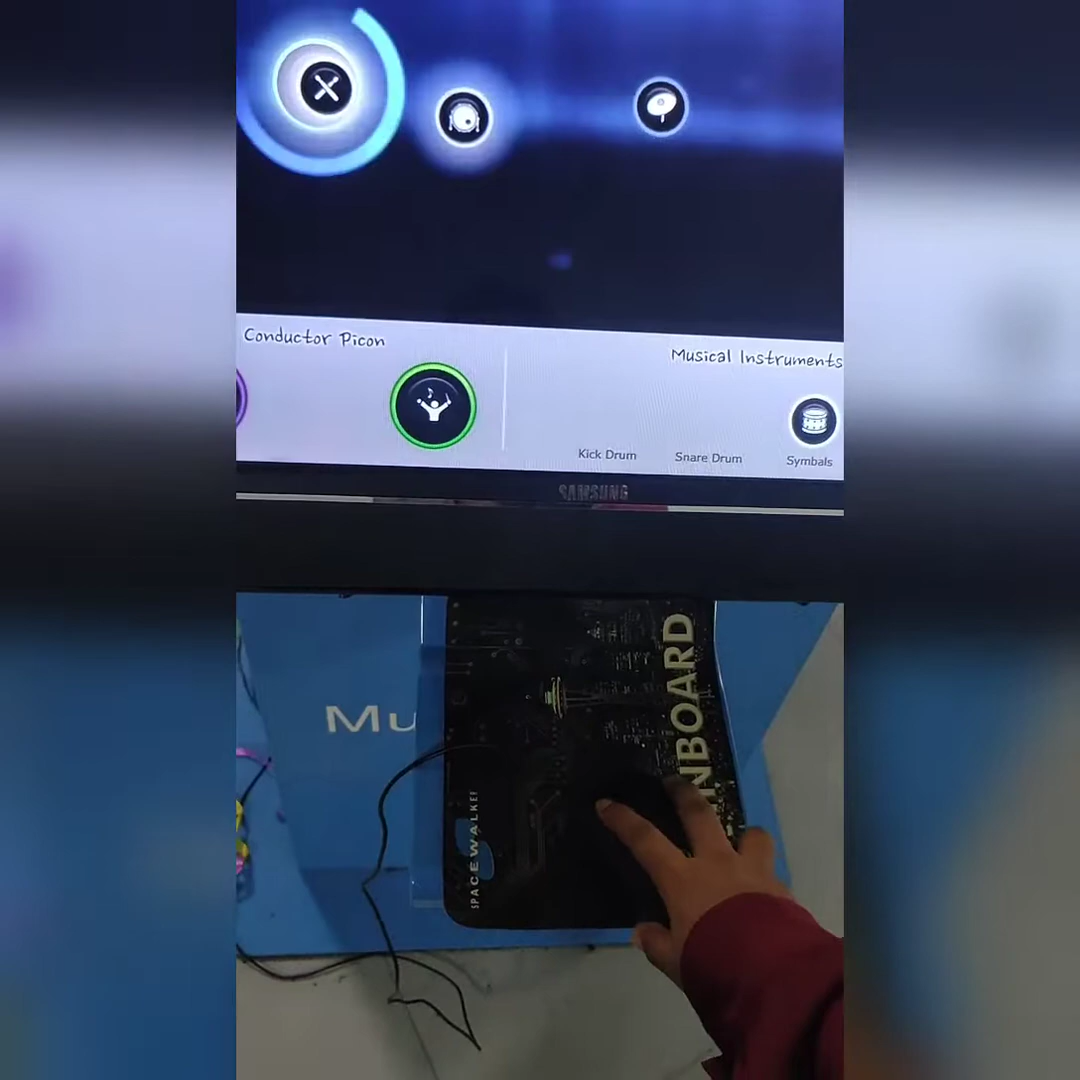 Conductor Picon
Musical Instruments
Kick Drum
Snare Drum
Symbals
SAMSUNG
Mu
NBOARD
SPACEWALKER